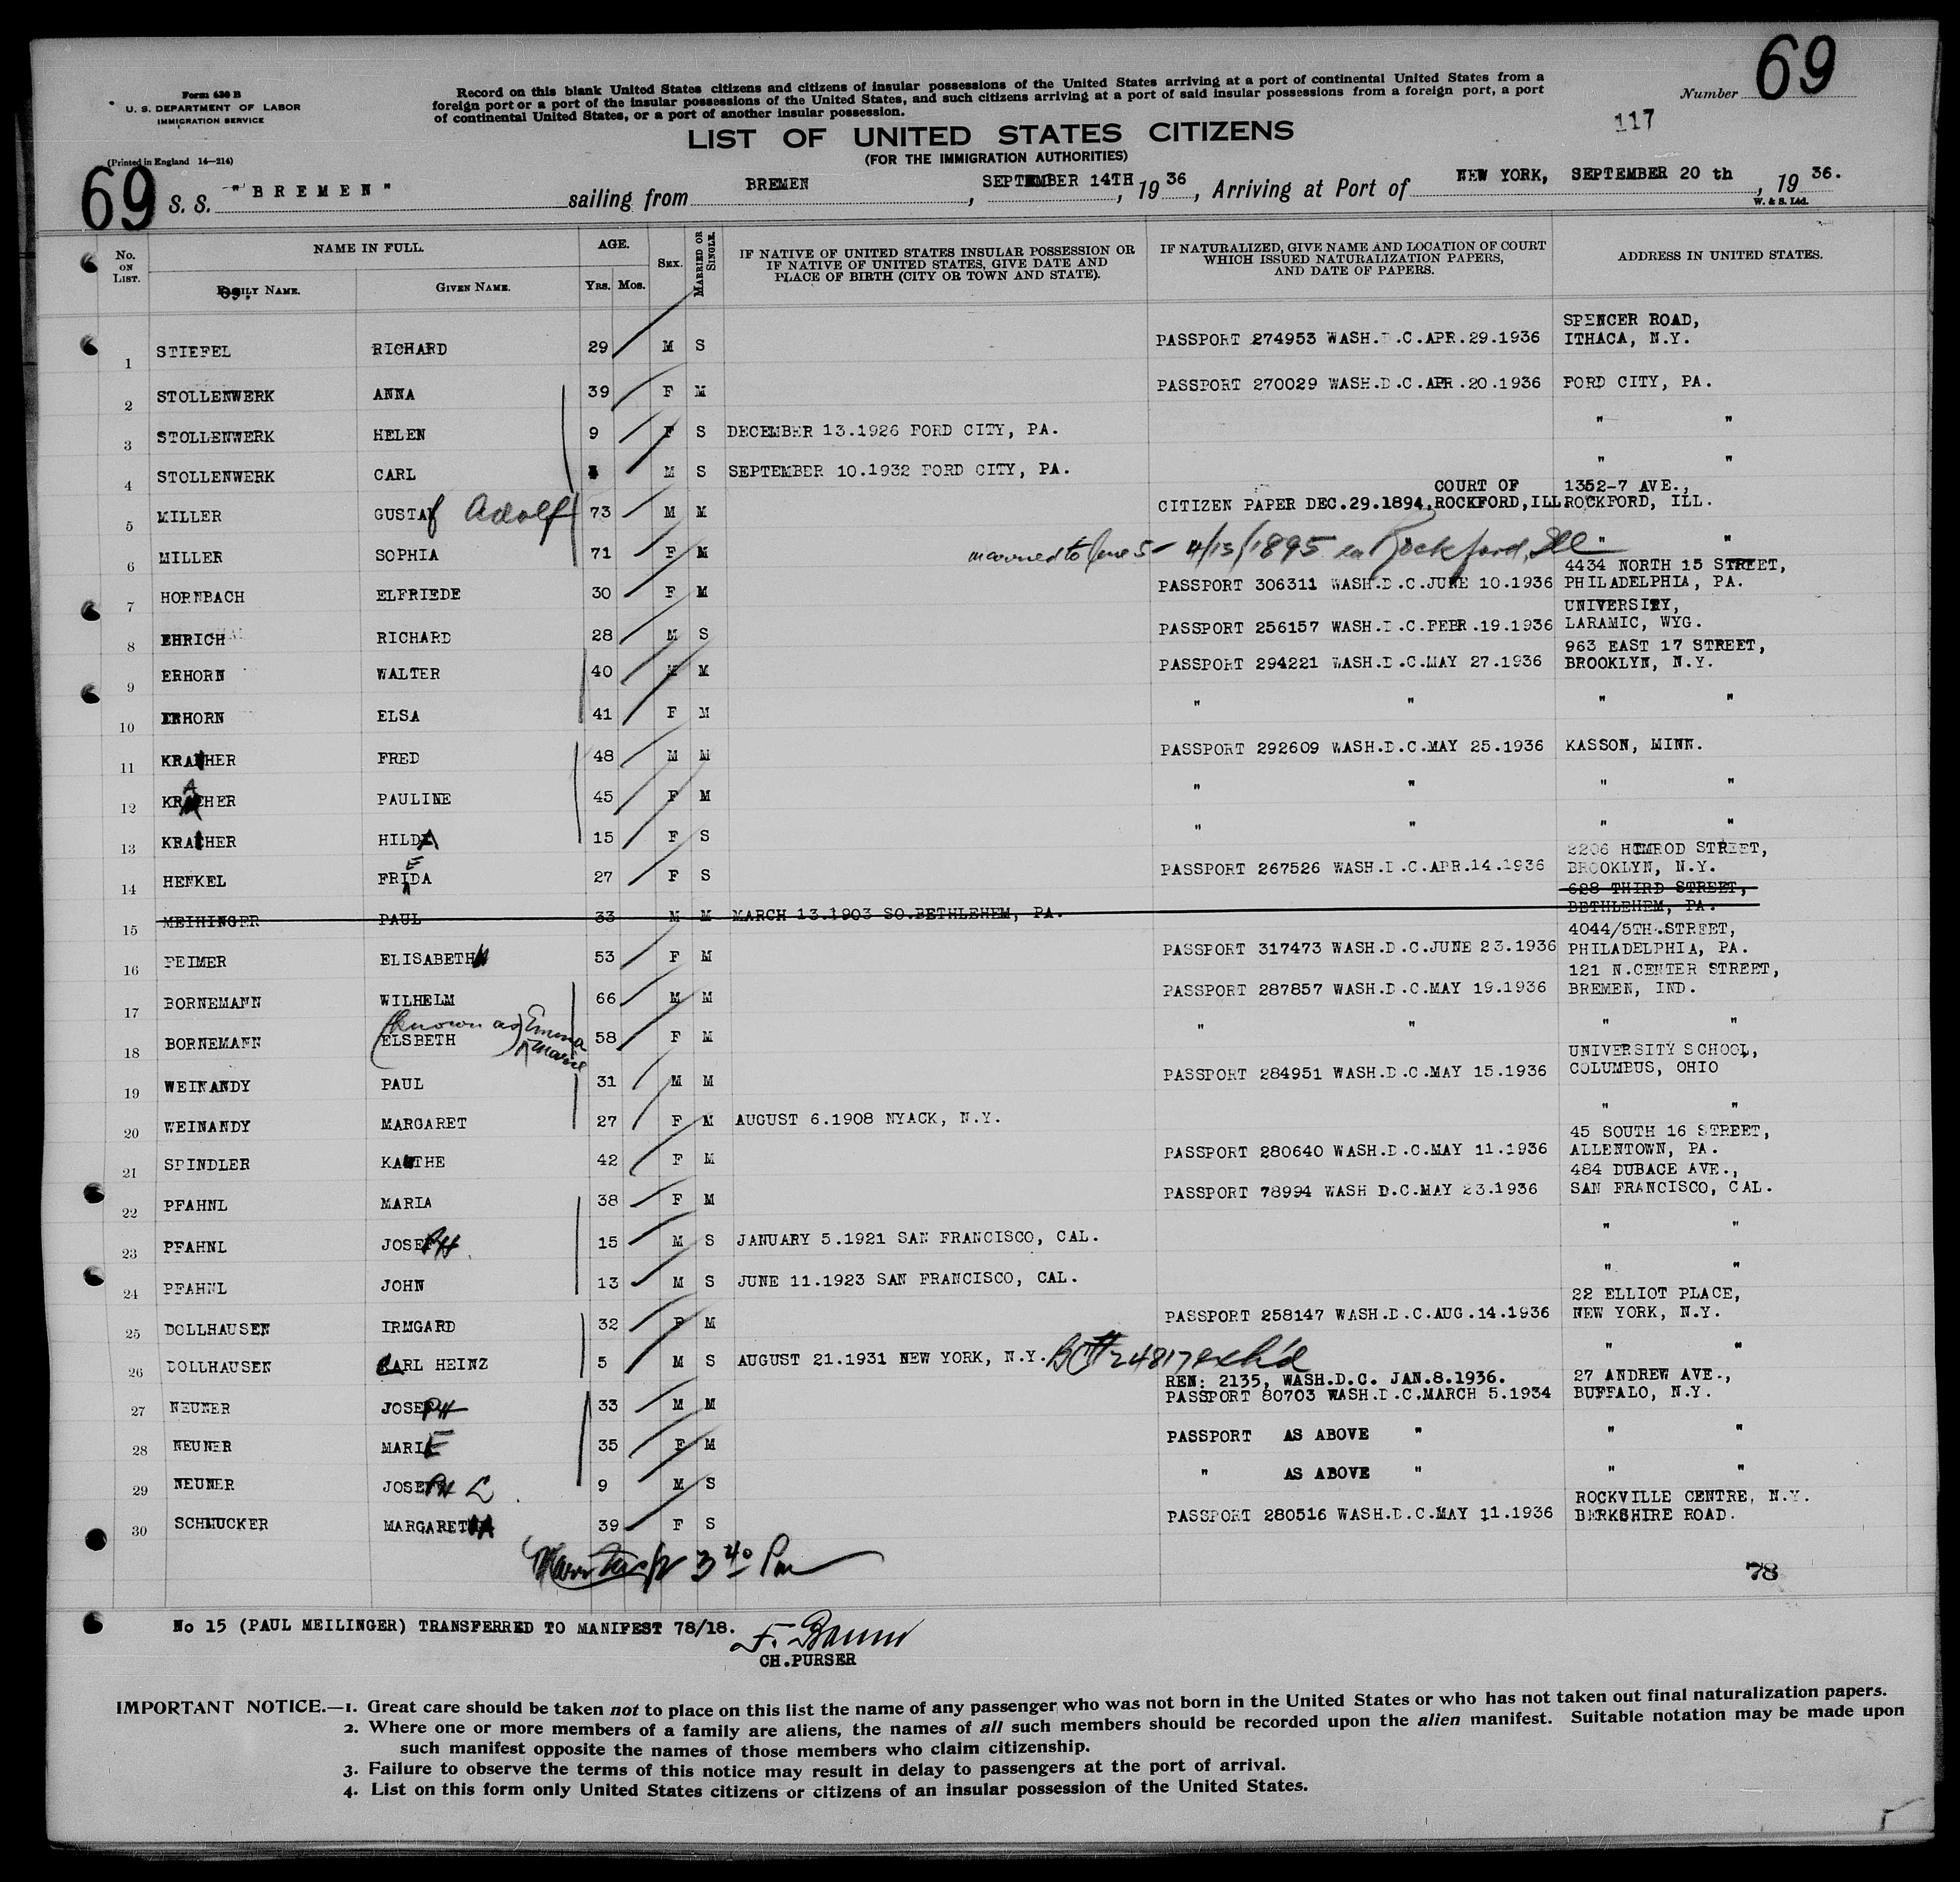 69
Form 630 B
U. S. DEPARTMENT OF LABOR
IMMIGRATION SERVICE
(Printed in England 14—214)
Record on this blank United States citizens and citizens of insular possessions of the United States arriving at a port of continental United States from a
foreign port or a port of the insular possessions of the United States, and such citizens arriving at a port of said insular possessions from a foreign port, a port
of continental United States, or a port of another insular possession.
Number
117
LIST OF UNITED STATES CITIZENS
(FOR THE IMMIGRATION AUTHORITIES)
69 S. S. "BREMEN" sailing from BREMEN, SEPTEMBER 14TH, 1936, Arriving at Port of NEW YORK, SEPTEMBER 20 th, 1936.
W. & S. Ltd.
No. ON LIST. NAME IN FULL. FAMILY NAME. GIVEN NAME. AGE. YRS. MOS. SEX. MARRIED OR SINGLE. IF NATIVE OF UNITED STATES INSULAR POSSESSION OR IF NATIVE OF UNITED STATES, GIVE DATE AND PLACE OF BIRTH (CITY OR TOWN AND STATE). IF NATURALIZED, GIVE NAME AND LOCATION OF COURT WHICH ISSUED NATURALIZATION PAPERS, AND DATE OF PAPERS. ADDRESS IN UNITED STATES.
1 STIEFEL RICHARD 29 M S PASSPORT 274953 WASH.D.C.APR.29.1936 SPENCER ROAD, ITHACA, N.Y.
2 STOLLENWERK ANNA 39 F M PASSPORT 270029 WASH.D.C.APR.20.1936 FORD CITY, PA.
3 STOLLENWERK HELEN 9 F S DECEMBER 13.1926 FORD CITY, PA. " "
4 STOLLENWERK CARL M S SEPTEMBER 10.1932 FORD CITY, PA. " "
5 MILLER GUSTAf Adolf 73 M M CITIZEN PAPER DEC.29.1894, COURT OF ROCKFORD, ILL 1352-7 AVE., ROCKFORD, ILL.
6 MILLER SOPHIA 71 F M married to line 5 - 4/13/1895 in Rockford, Ill " "
7 HORNBACH ELFRIEDE 30 F M PASSPORT 306311 WASH.D.C.JUNE 10.1936 4434 NORTH 15 STREET, PHILADELPHIA, PA.
8 EHRICH RICHARD 28 M S PASSPORT 256157 WASH.D.C.FEBR.19.1936 UNIVERSITY, LARAMIC, WYG.
9 ERHORN WALTER 40 M M PASSPORT 294221 WASH.D.C.MAY 27.1936 963 EAST 17 STREET, BROOKLYN, N.Y.
10 ERHORN ELSA 41 F M " " " "
11 KRAHER FRED 48 M M PASSPORT 292609 WASH.D.C.MAY 25.1936 KASSON, MINN.
12 PAULINE 45 F M " " " "
13 HILDA 15 F S " " " "
14 HENKEL FRIEDA 27 F S PASSPORT 267526 WASH.D.C.APR.14.1936 2206 HIMROD STREET, BROOKLYN, N.Y.
15 MEIHINGER PAUL 33 M M MARCH 13.1903 SO.BETHLEHEM, PA. 628 THIRD STREET, BETHLEHEM, PA.
16 REIMER ELISABETH 53 F M PASSPORT 317473 WASH.D.C.JUNE 23.1936 4044/5TH.STREET, PHILADELPHIA, PA.
17 BORNEMANN WILHELM 66 M M PASSPORT 287857 WASH.D.C.MAY 19.1936 121 N.CENTER STREET, BREMEN, IND.
18 BORNEMANN ELSBETH (known as) Emma Marie 58 F M " " " "
19 WEINANDY PAUL 31 M M PASSPORT 284951 WASH.D.C.MAY 15.1936 UNIVERSITY SCHOOL, COLUMBUS, OHIO
20 WEINANDY MARGARET 27 F M AUGUST 6.1908 NYACK, N.Y. " "
21 SPINDLER KATHE 42 F M PASSPORT 280640 WASH.D.C.MAY 11.1936 45 SOUTH 16 STREET, ALLENTOWN, PA.
22 PFAHNL MARIA 38 F M PASSPORT 78994 WASH D.C.MAY 23.1936 484 DUBACE AVE., SAN FRANCISCO, CAL.
23 PFAHNL JOSEPH 15 M S JANUARY 5.1921 SAN FRANCISCO, CAL. " "
24 PFAHNL JOHN 13 M S JUNE 11.1923 SAN FRANCISCO, CAL. " "
25 DOLLHAUSEN IRMGARD 32 F M PASSPORT 258147 WASH.D.C.AUG.14.1936 22 ELLIOT PLACE, NEW YORK, N.Y.
26 DOLLHAUSEN CARL HEINZ 5 M S AUGUST 21.1931 NEW YORK, N.Y. BC# 24817 exh'd " "
27 NEUNER JOSEPH 33 M M REN: 2135, WASH.D.C. JAN.8.1936. PASSPORT 80703 WASH.D.C.MARCH 5.1934 27 ANDREW AVE., BUFFALO, N.Y.
28 NEUNER MARIE 35 F M PASSPORT AS ABOVE " " "
29 NEUNER JOSEPH L 9 M S " AS ABOVE " " "
30 SCHMUCKER MARGARETHA 39 F S PASSPORT 280516 WASH.D.C.MAY 11.1936 ROCKVILLE CENTRE, N.Y. BERKSHIRE ROAD.
3 40 Pm
78
No 15 (PAUL MEILINGER) TRANSFERRED TO MANIFEST 78/18.
CH.PURSER
IMPORTANT NOTICE.—1. Great care should be taken not to place on this list the name of any passenger who was not born in the United States or who has not taken out final naturalization papers.
2. Where one or more members of a family are aliens, the names of all such members should be recorded upon the alien manifest. Suitable notation may be made upon
such manifest opposite the names of those members who claim citizenship.
3. Failure to observe the terms of this notice may result in delay to passengers at the port of arrival.
4. List on this form only United States citizens or citizens of an insular possession of the United States.